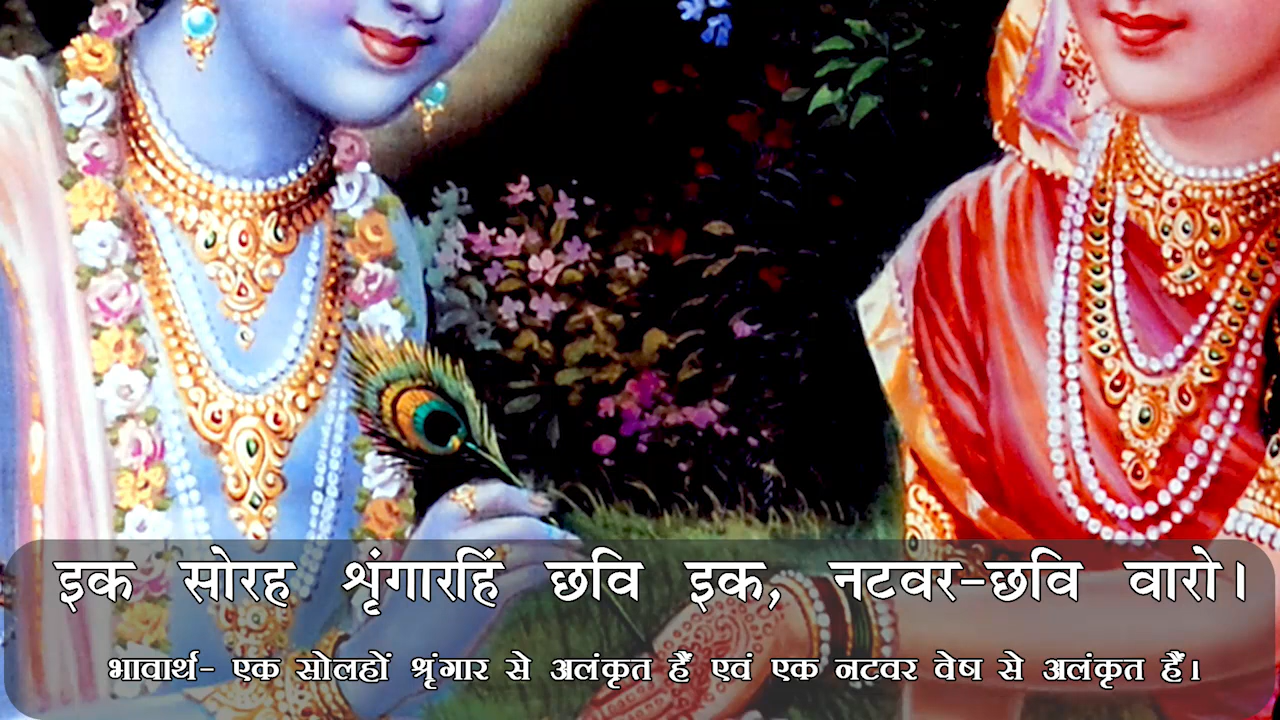 इक सोरह श्रृंगारहिं छवि इक, नटवर-छवि वारो।
भावार्थ- एक सोलहों श्रृंगार से अलंकृत हैं एवं एक नटवर वेष से अलंकृत हैं।